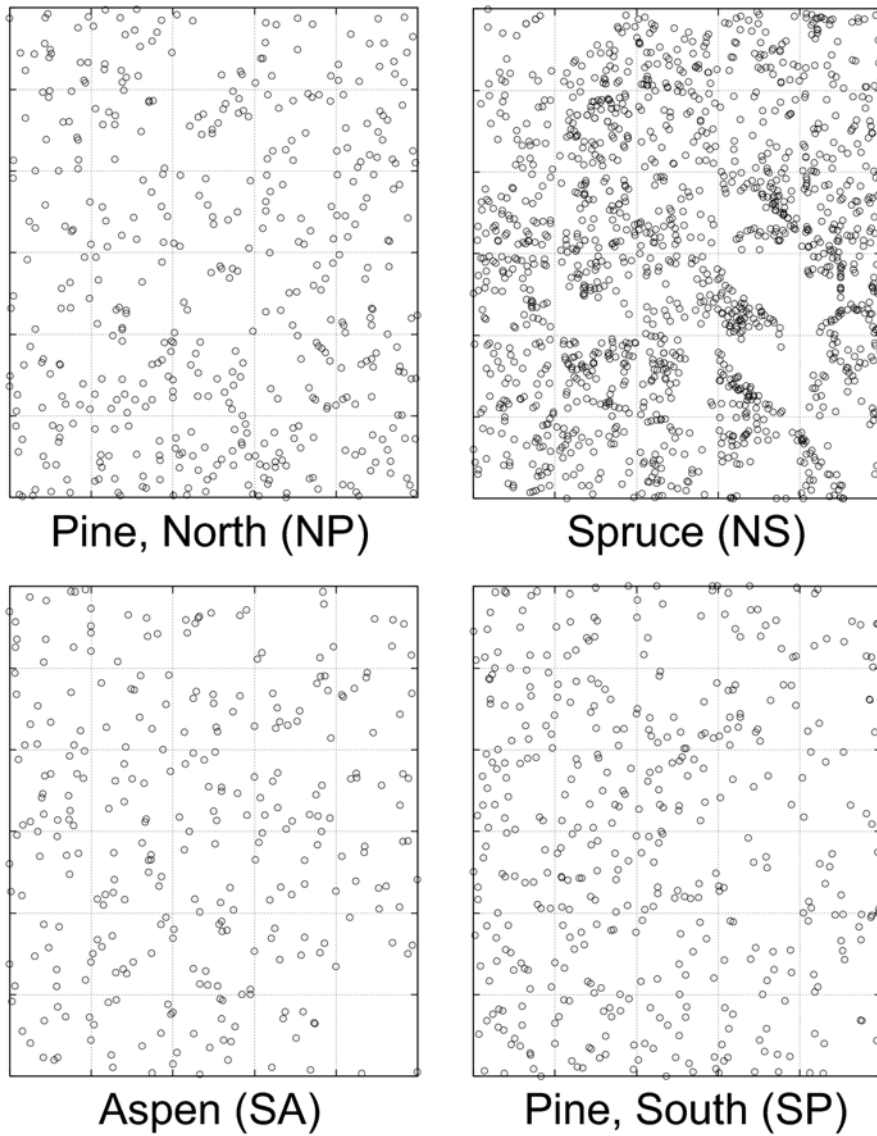 Pine, North (NP)
Spruce (NS)
Aspen (SA)
Pine, South (SP)